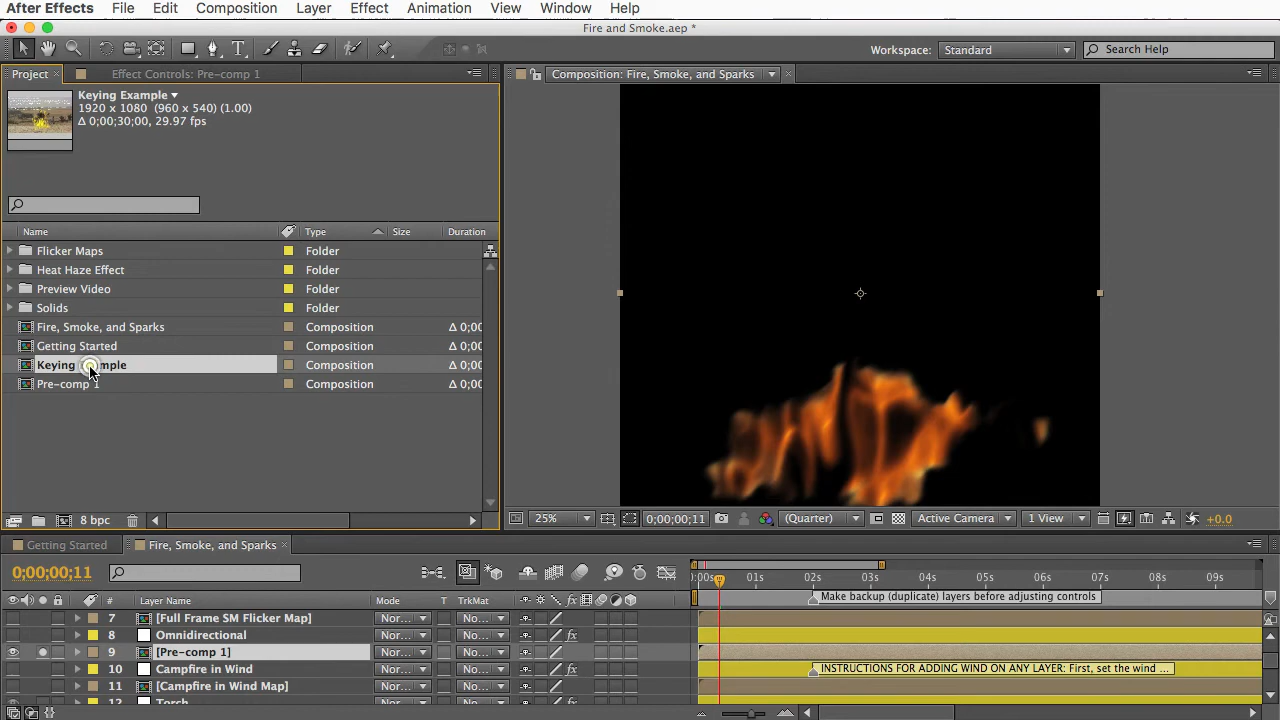 After Effects File Edit Composition Layer Effect Animation View Window Help
Fire and Smoke.aep *
Workspace: Standard Search Help
Project Effect Controls: Pre-comp 1 Composition: Fire, Smoke, and Sparks
Keying Example
1920 x 1080 (960 x 540) (1.00)
Δ 0;00;30;00, 29.97 fps
Name Type Size Duration
Flicker Maps Folder
Heat Haze Effect Folder
Preview Video Folder
Solids Folder
Fire, Smoke, and Sparks Composition Δ 0;00
Getting Started Composition Δ 0;00
Keying mple Composition Δ 0;00
Pre-comp 1 Composition Δ 0;00
8 bpc 25% 0;00;00;11 (Quarter) Active Camera 1 View +0.0
Getting Started Fire, Smoke, and Sparks
0;00;00;11
):00s 01s 02s 03s 04s 05s 06s 07s 08s 09s
# Layer Name Mode T TrkMat fx
Make backup (duplicate) layers before adjusting controls
7 [Full Frame SM Flicker Map] Nor... No...
8 Omnidirectional Nor... No... fx
9 [Pre-comp 1] Nor... No...
10 Campfire in Wind Nor... No... fx INSTRUCTIONS FOR ADDING WIND ON ANY LAYER: First, set the wind ...
11 [Campfire in Wind Map] Nor... No...
12 Torch Nor... No...